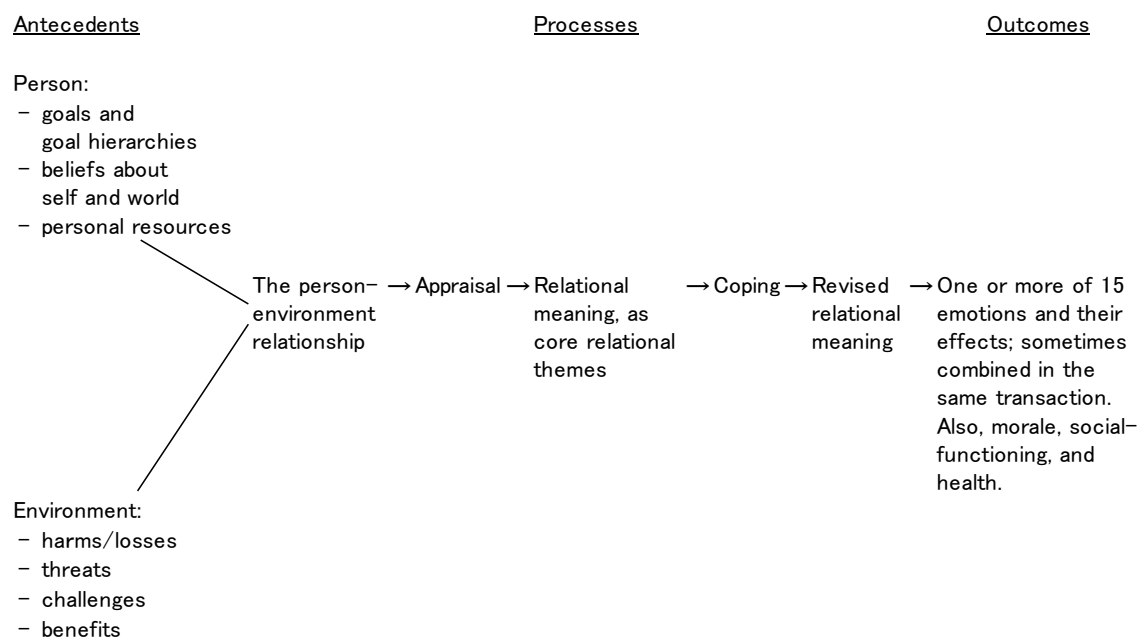 Antecedents
Processes
Outcomes
Person:
- goals and
goal hierarchies
- beliefs about
self and world
- personal resources
The person-
environment
relationship
→ Appraisal
→ Relational
meaning, as
core relational
themes
→ Coping
→ Revised
relational
meaning
→ One or more of 15
emotions and their
effects; sometimes
combined in the
same transaction.
Also, morale, social-
functioning, and
health.
Environment:
- harms/losses
- threats
- challenges
- benefits